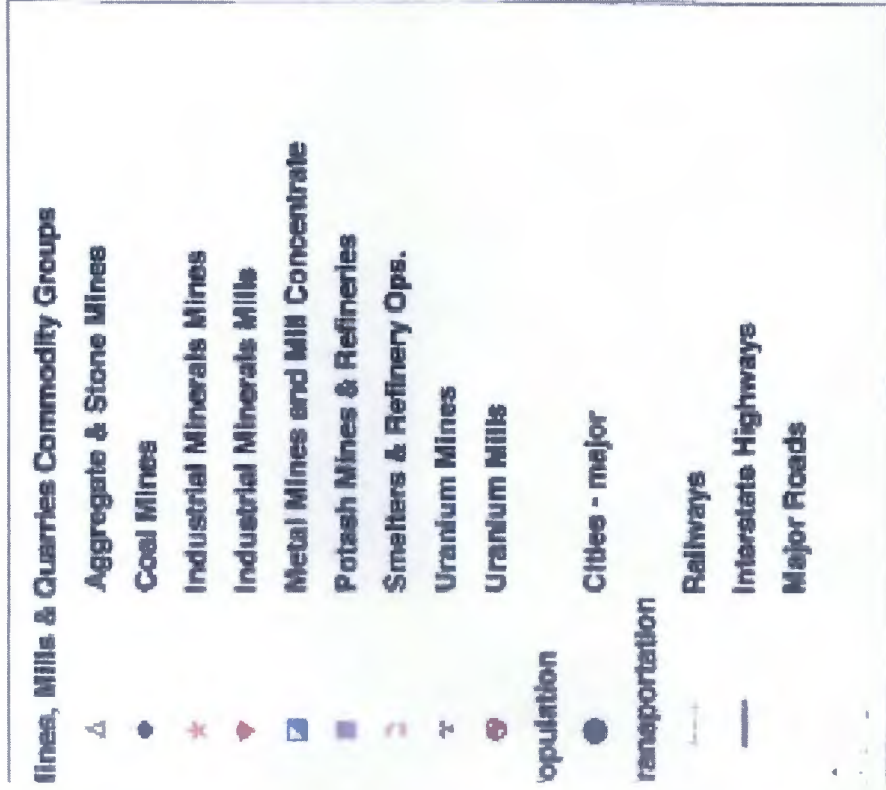 lines, Mills & Quarries Commodity Groups
Aggregate & Stone Mines
Coal Mines
Industrial Minerals Mines
Industrial Minerals Mills
Metal Mines and Mill Concentrate
Potash Mines & Refineries
Smelters & Refinery Ops.
Uranium Mines
Uranium Mills
opulation
Cities - major
ransportation
Railways
Interstate Highways
Major Roads